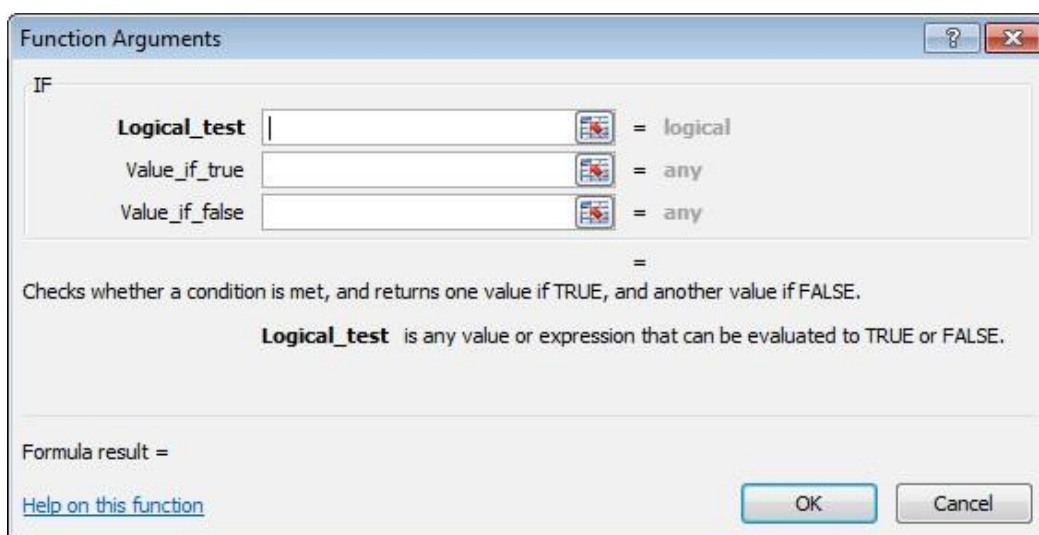 Function Arguments
IF
Logical_test = logical
Value_if_true = any
Value_if_false = any
=
Checks whether a condition is met, and returns one value if TRUE, and another value if FALSE.
Logical_test is any value or expression that can be evaluated to TRUE or FALSE.
Formula result =
Help on this function OK Cancel